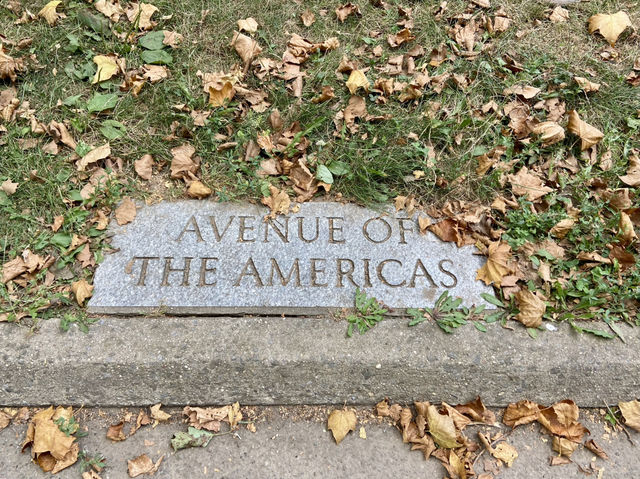 AVENUE OF
THE AMERICAS